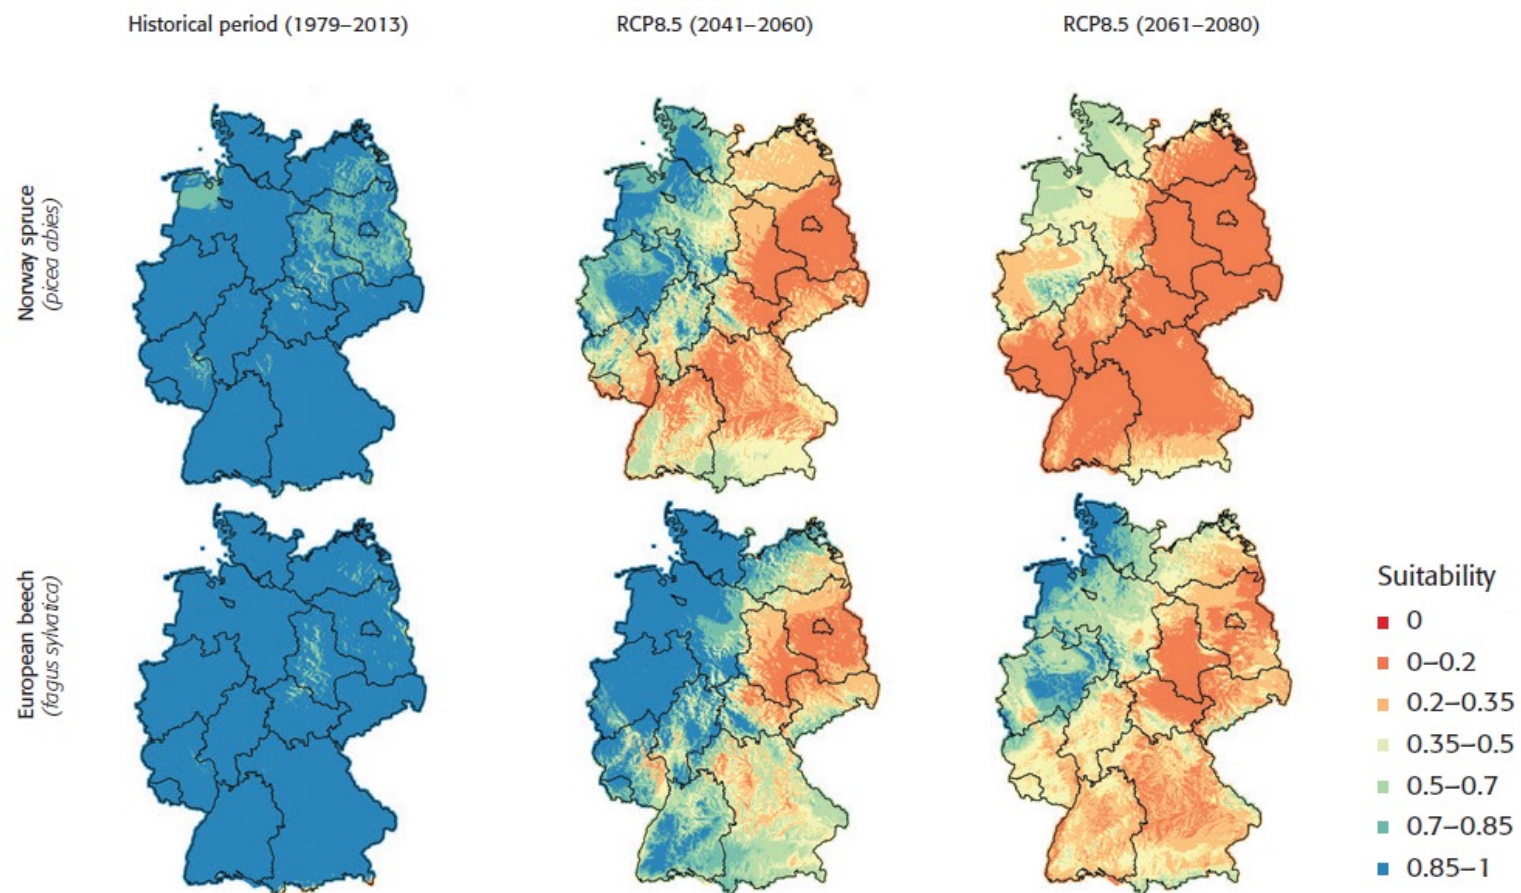 Historical period (1979–2013)
RCP8.5 (2041–2060)
RCP8.5 (2061–2080)
Norway spruce
(picea abies)
European beech
(fagus sylvatica)
Suitability
0
0–0.2
0.2–0.35
0.35–0.5
0.5–0.7
0.7–0.85
0.85–1